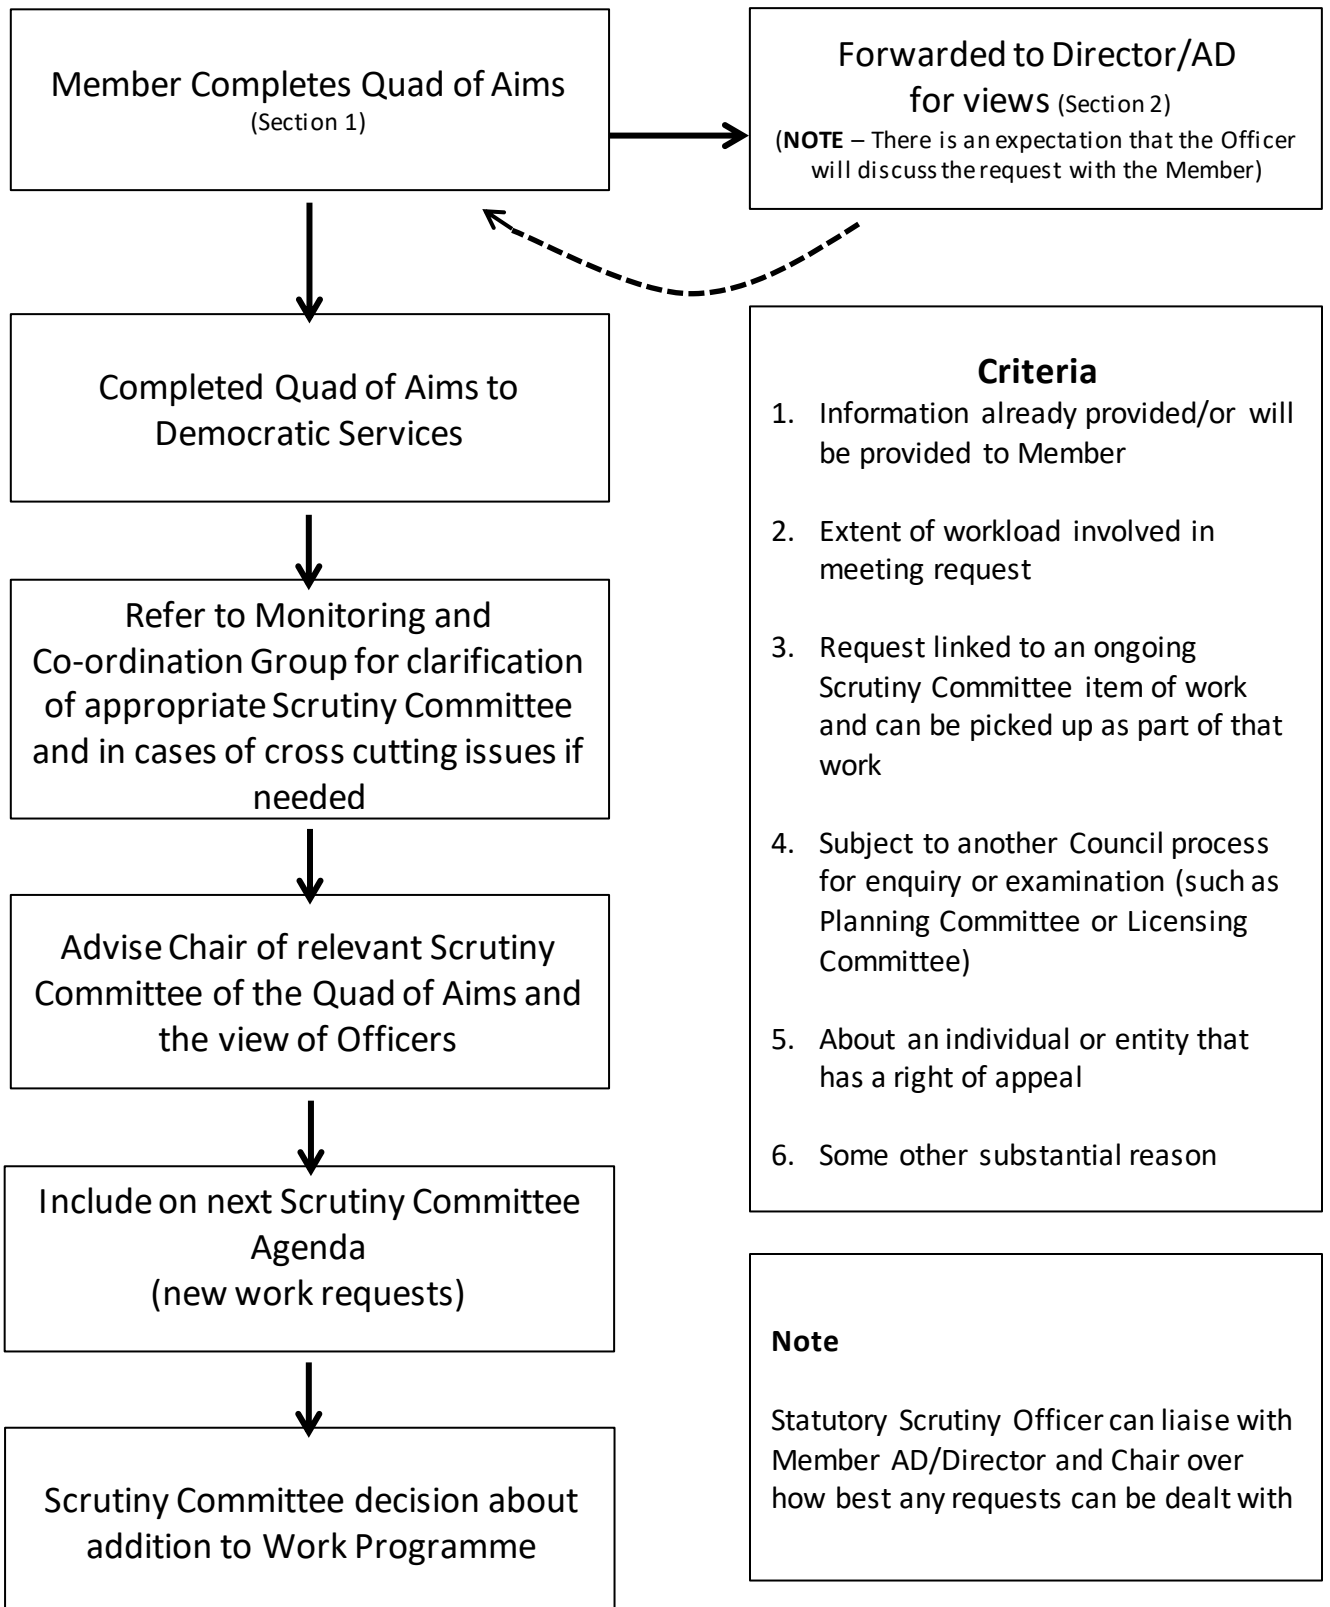 Member Completes Quad of Aims
(Section 1)
Forwarded to Director/AD
for views (Section 2)
(NOTE – There is an expectation that the Officer
will discuss the request with the Member)
Completed Quad of Aims to
Democratic Services
Refer to Monitoring and
Co-ordination Group for clarification
of appropriate Scrutiny Committee
and in cases of cross cutting issues if
needed
Advise Chair of relevant Scrutiny
Committee of the Quad of Aims and
the view of Officers
Include on next Scrutiny Committee
Agenda
(new work requests)
Scrutiny Committee decision about
addition to Work Programme
Criteria
1. Information already provided/or will
be provided to Member
2. Extent of workload involved in
meeting request
3. Request linked to an ongoing
Scrutiny Committee item of work
and can be picked up as part of that
work
4. Subject to another Council process
for enquiry or examination (such as
Planning Committee or Licensing
Committee)
5. About an individual or entity that
has a right of appeal
6. Some other substantial reason
Note
Statutory Scrutiny Officer can liaise with
Member AD/Director and Chair over
how best any requests can be dealt with